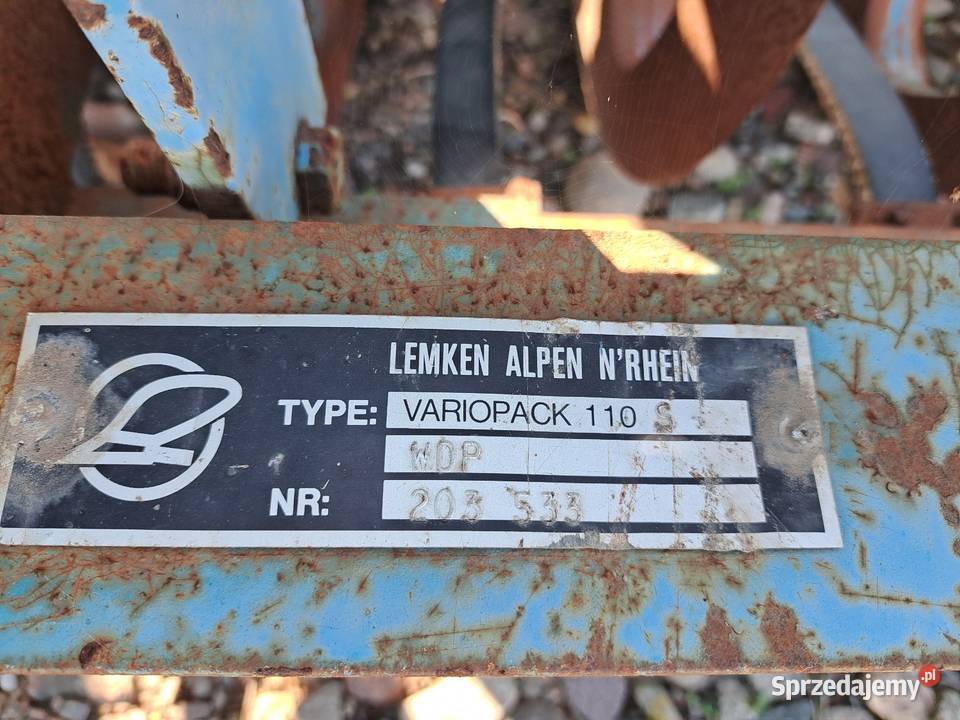 LEMKEN ALPEN N'RHEIN
TYPE: VARIOPACK 110 S
WDP
NR: 203 533
Sprzedajemy.pl